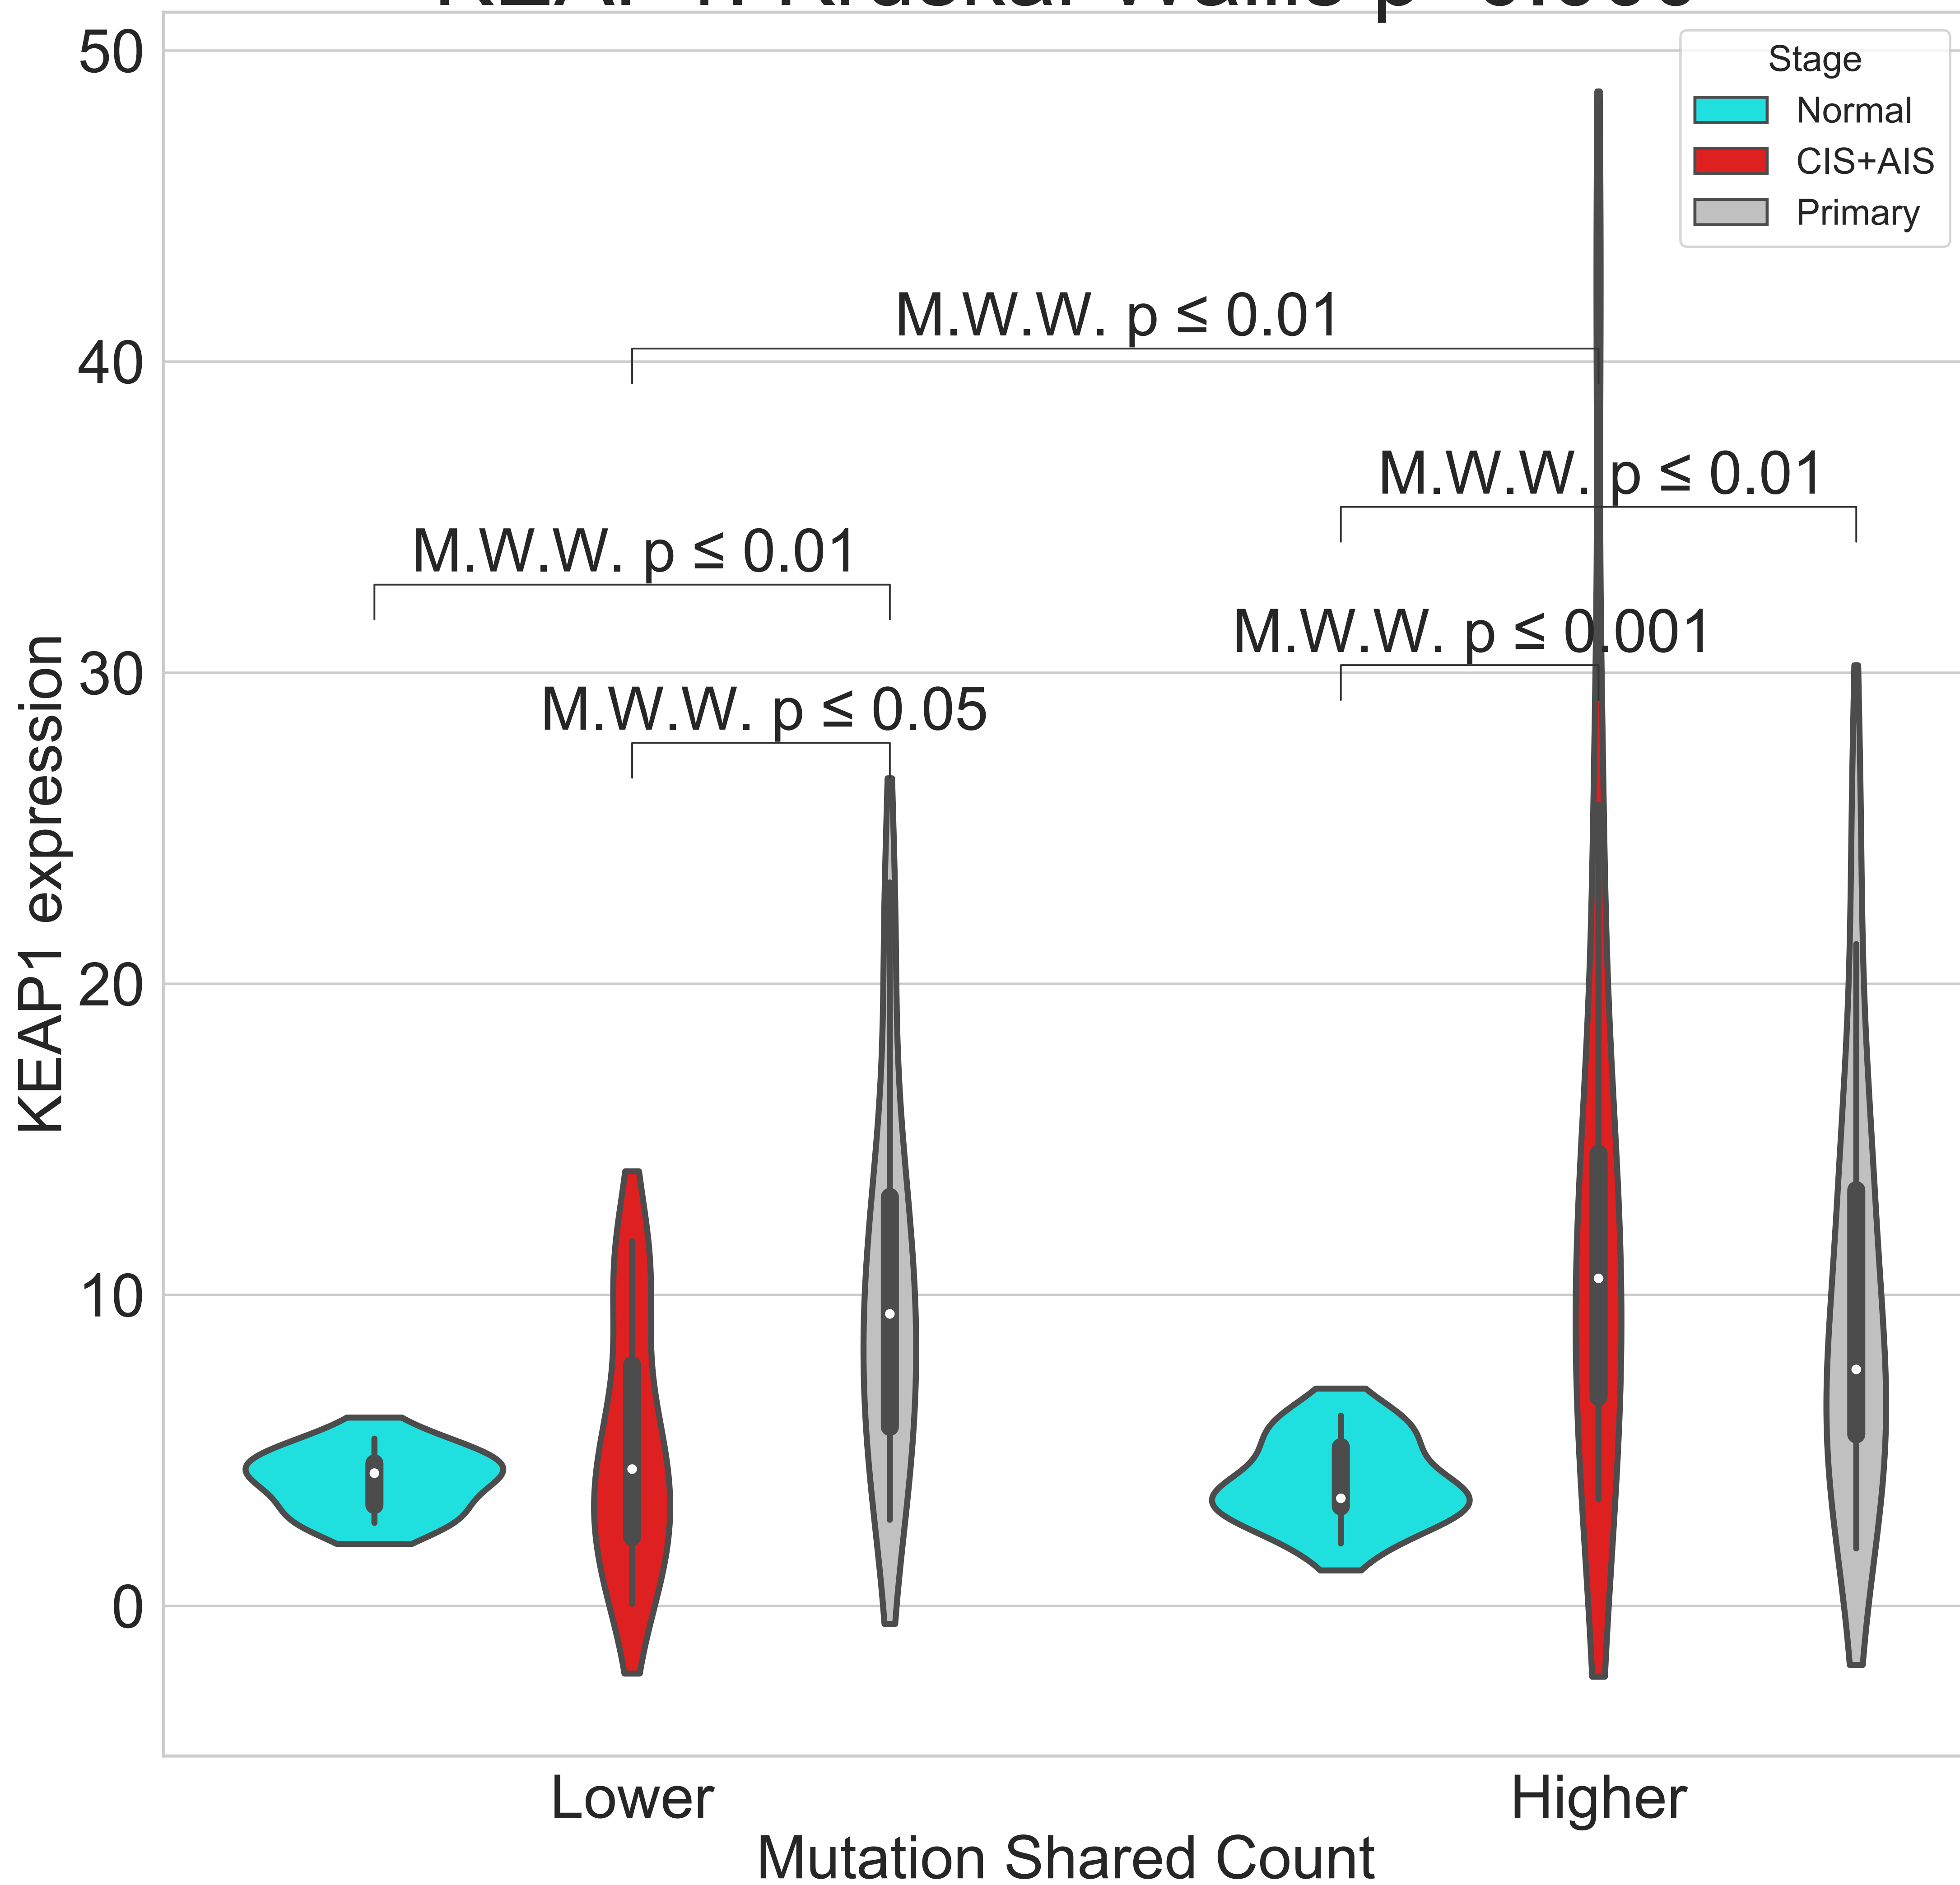 50
Stage
Normal
CIS+AIS
Primary
M.W.W. p ≤ 0.01
40
M.W.W. p ≤ 0.01
M.W.W. p ≤ 0.01
M.W.W. p ≤ 0.001
30
M.W.W. p ≤ 0.05
KEAP1 expression
20
10
0
Lower
Higher
Mutation Shared Count